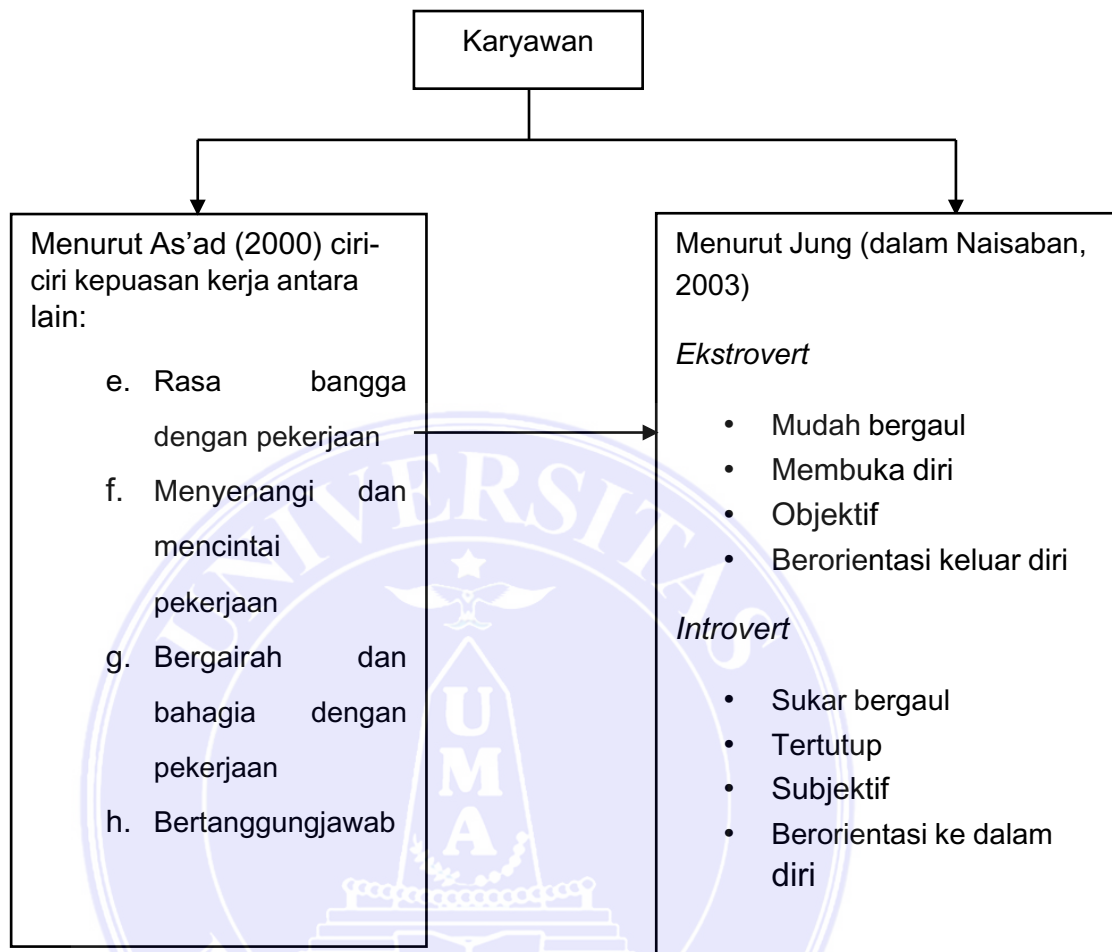 Karyawan
Menurut As’ad (2000) ciri-
ciri kepuasan kerja antara
lain:
e. Rasa bangga
dengan pekerjaan
f. Menyenangi dan
mencintai
pekerjaan
g. Bergairah dan
bahagia dengan
pekerjaan
h. Bertanggungjawab
Menurut Jung (dalam Naisaban,
2003)
Ekstrovert
• Mudah bergaul
• Membuka diri
• Objektif
• Berorientasi keluar diri
Introvert
• Sukar bergaul
• Tertutup
• Subjektif
• Berorientasi ke dalam
diri
UNIVERSITAS
UMA